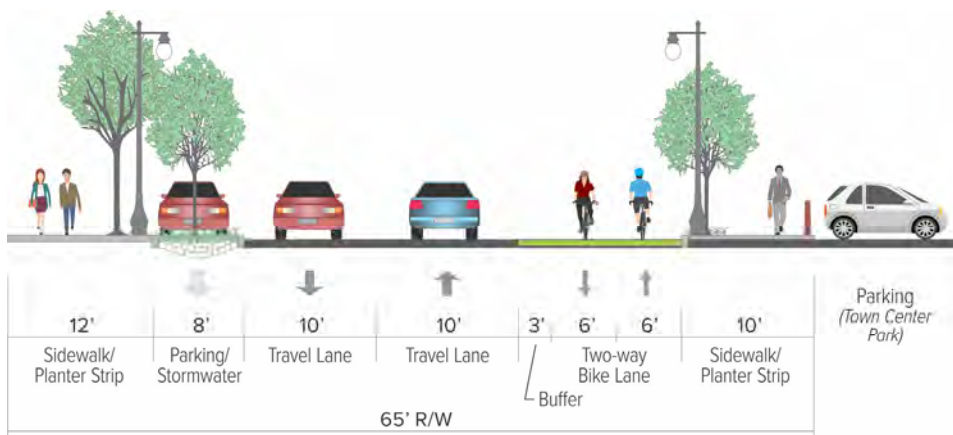 12'
8'
10'
10'
3'
6'
6'
10'
Sidewalk/
Planter Strip
Parking/
Stormwater
Travel Lane
Travel Lane
Buffer
Two-way
Bike Lane
Sidewalk/
Planter Strip
Parking
(Town Center
Park)
65' R/W